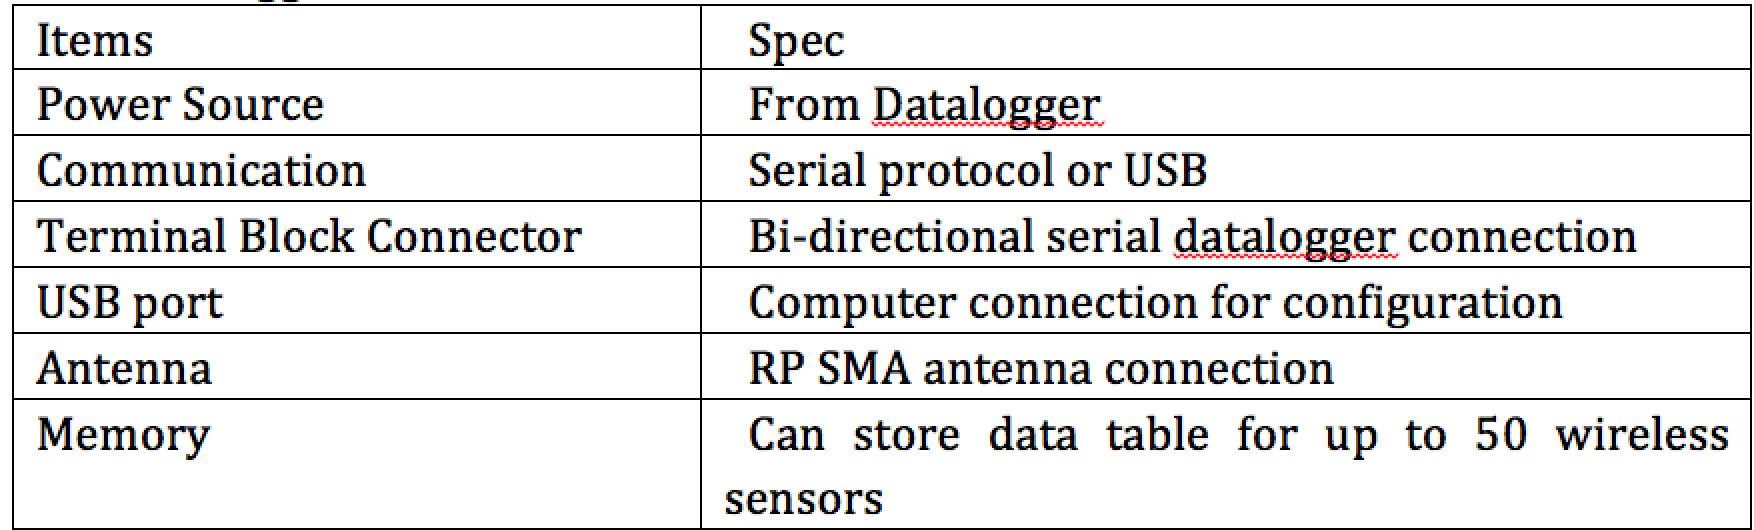 Items Spec
Power Source From Datalogger
Communication Serial protocol or USB
Terminal Block Connector Bi-directional serial datalogger connection
USB port Computer connection for configuration
Antenna RP SMA antenna connection
Memory Can store data table for up to 50 wireless
sensors